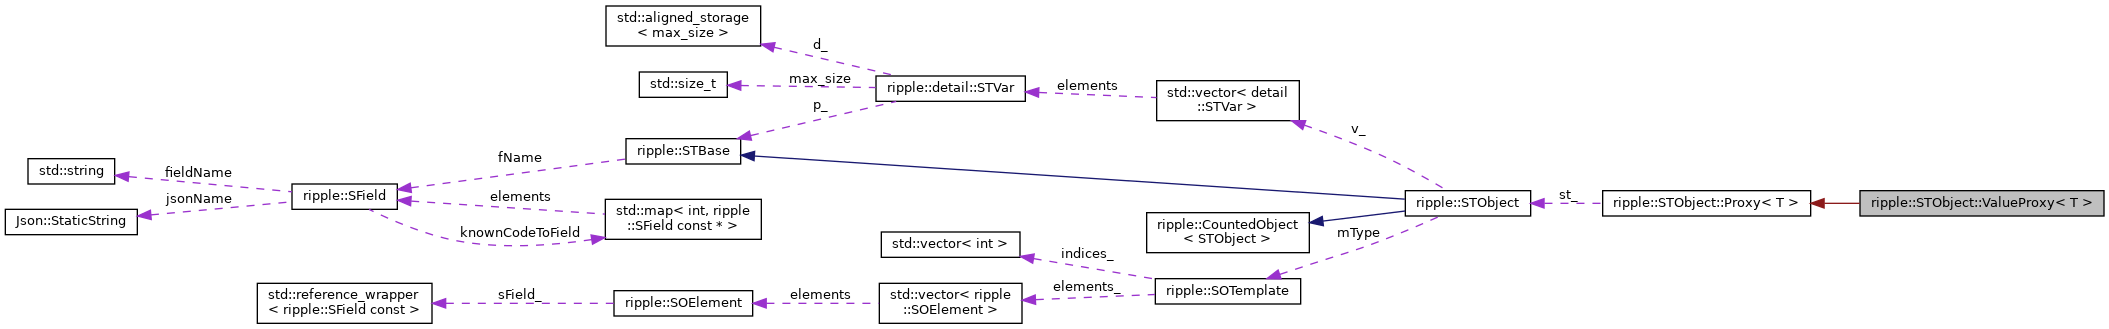 std::aligned_storage
< max_size >
d_
std::size_t
max_size
ripple::detail::STVar
elements
std::vector< detail
::STVar >
p_
v_
ripple::STBase
fName
std::string
fieldName
jsonName
Json::StaticString
ripple::SField
elements
knownCodeToField
std::map< int, ripple
::SField const * >
ripple::STObject
st_
ripple::STObject::Proxy< T >
ripple::STObject::ValueProxy< T >
ripple::CountedObject
< STObject >
mType
std::vector< int >
indices_
ripple::SOTemplate
elements_
std::vector< ripple
::SOElement >
elements
ripple::SOElement
sField_
std::reference_wrapper
< ripple::SField const >